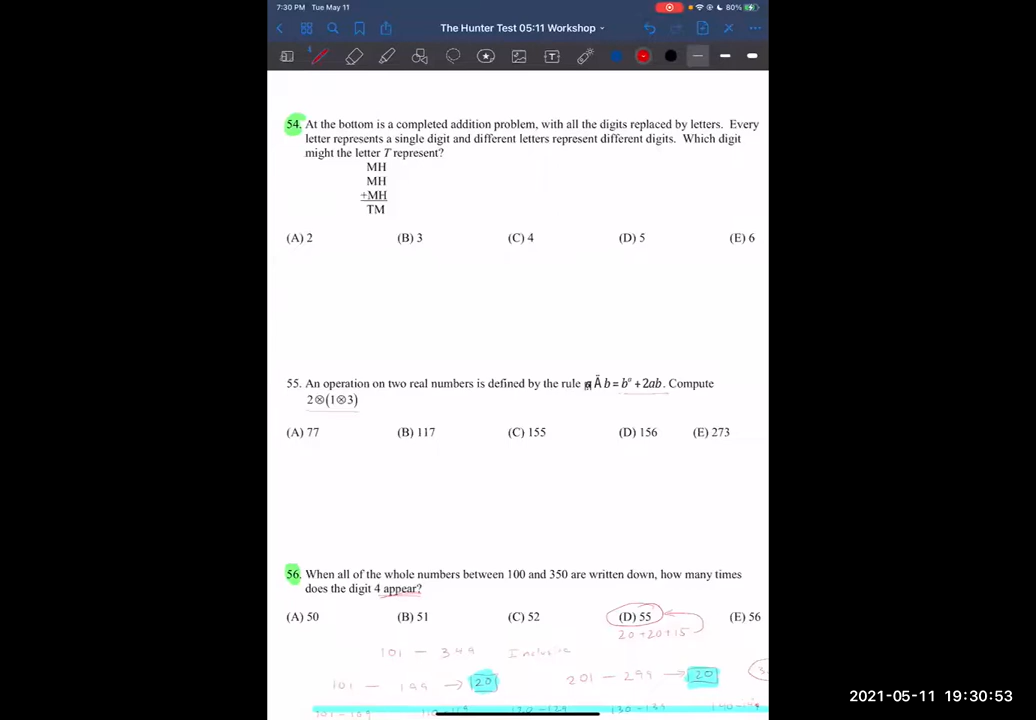 7:30 PM Tue May 11
80%
The Hunter Test 05:11 Workshop
54. At the bottom is a completed addition problem, with all the digits replaced by letters. Every
letter represents a single digit and different letters represent different digits. Which digit
might the letter T represent?
MH
MH
+MH
TM
(A) 2 (B) 3 (C) 4 (D) 5 (E) 6
55. An operation on two real numbers is defined by the rule a Ä b = bᵃ + 2ab. Compute
2⊗(1⊗3)
(A) 77 (B) 117 (C) 155 (D) 156 (E) 273
56. When all of the whole numbers between 100 and 350 are written down, how many times
does the digit 4 appear?
(A) 50 (B) 51 (C) 52 (D) 55 (E) 56
20+20+15
101 - 349
101 - 199 → 20 201 - 299 → 20
2021-05-11 19:30:53